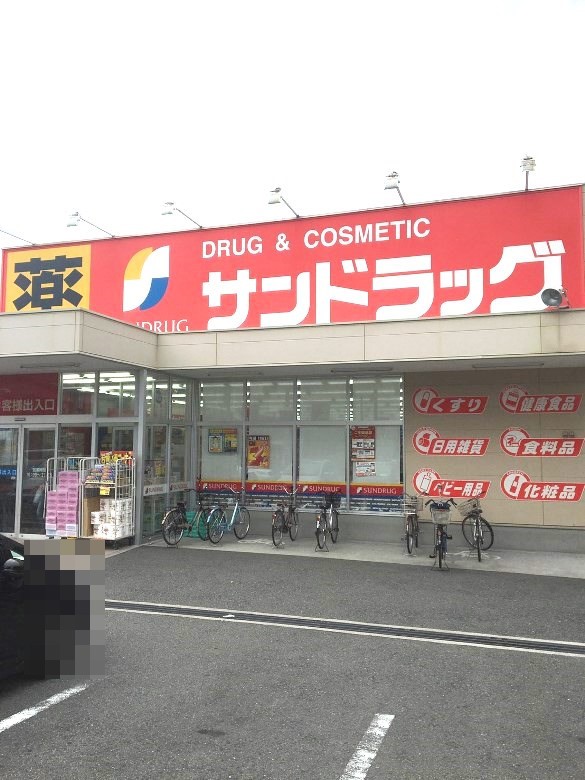 薬
DRUG & COSMETIC
サンドラッグ
SUNDRUG
客様出入口
くすり
健康食品
日用雑貨
食料品
ベビー用品
化粧品
SUNDRUG
SUNDRUG
SUNDRUG
SUNDRUG